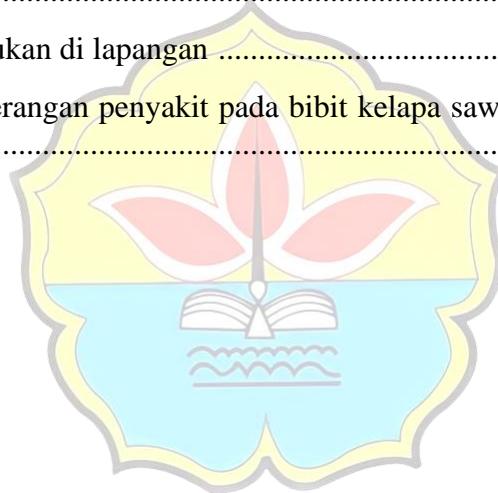 ................................................................
ukan di lapangan ......................................
erangan penyakit pada bibit kelapa saw
................................................................